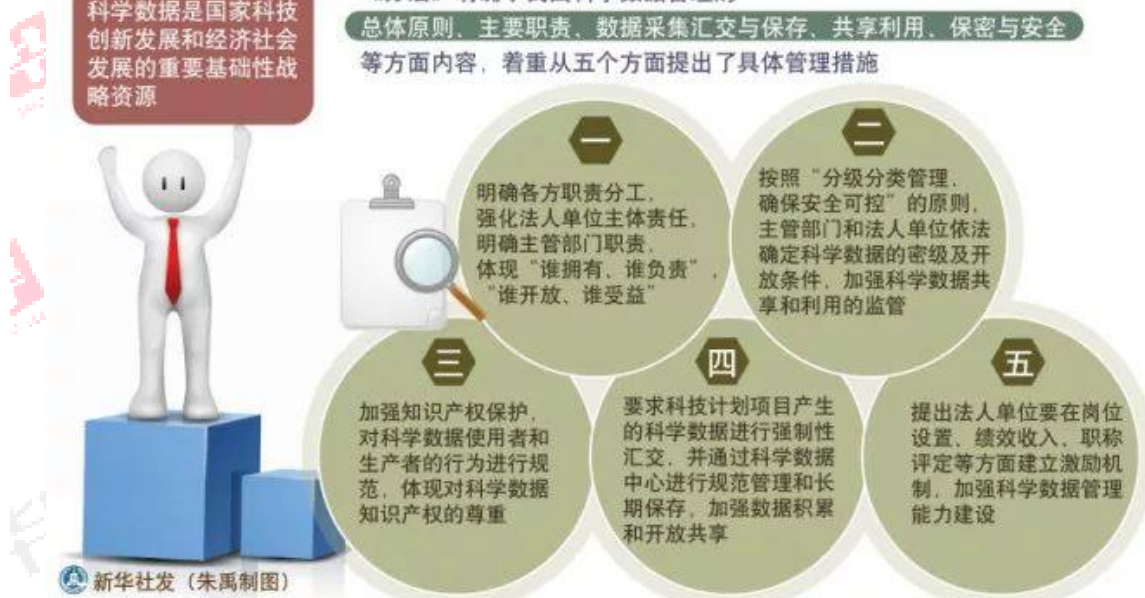 科学数据是国家科技
创新发展和经济社会
发展的重要基础性战
略资源
总体原则、主要职责、数据采集汇交与保存、共享利用、保密与安全
等方面内容，着重从五个方面提出了具体管理措施
一
明确各方职责分工，
强化法人单位主体责任，
明确主管部门职责，
体现“谁拥有、谁负责”，
“谁开放、谁受益”
二
按照“分级分类管理，
确保安全可控”的原则，
主管部门和法人单位依法
确定科学数据的密级及开
放条件，加强科学数据共
享和利用的监管
三
加强知识产权保护，
对科学数据使用者和
生产者的行为进行规
范，体现对科学数据
知识产权的尊重
四
要求科技计划项目产生
的科学数据进行强制性
汇交，并通过科学数据
中心进行规范管理和长
期保存，加强数据积累
和开放共享
五
提出法人单位要在岗位
设置、绩效收入、职称
评定等方面建立激励机
制，加强科学数据管理
能力建设
新华社发（朱禹制图）